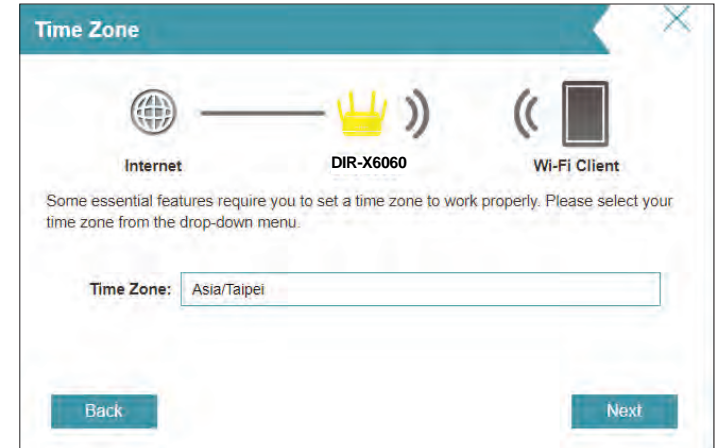 Time Zone
Internet
DIR-X6060
Wi-Fi Client
Some essential features require you to set a time zone to work properly. Please select your
time zone from the drop-down menu.
Time Zone: Asia/Taipei
Back
Next